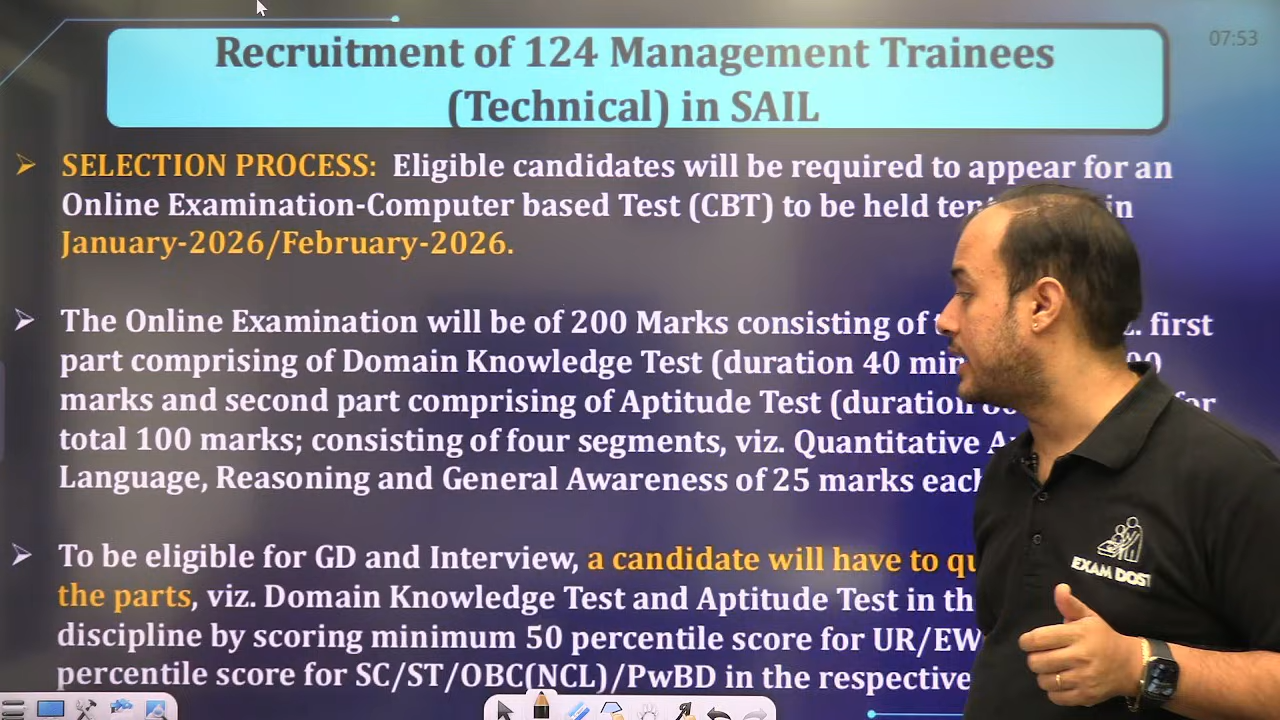 07:53
Recruitment of 124 Management Trainees
(Technical) in SAIL
SELECTION PROCESS: Eligible candidates will be required to appear for an
Online Examination-Computer based Test (CBT) to be held in
January-2026/February-2026.
The Online Examination will be of 200 Marks consisting of first
part comprising of Domain Knowledge Test (duration 40
marks and second part comprising of Aptitude Test (duration for
total 100 marks; consisting of four segments, viz. Quantitative
Language, Reasoning and General Awareness of 25 marks each
To be eligible for GD and Interview, a candidate will have to
the parts, viz. Domain Knowledge Test and Aptitude Test in
discipline by scoring minimum 50 percentile score for
percentile score for SC/ST/OBC(NCL)/PwBD in the respective
EXAM DOST